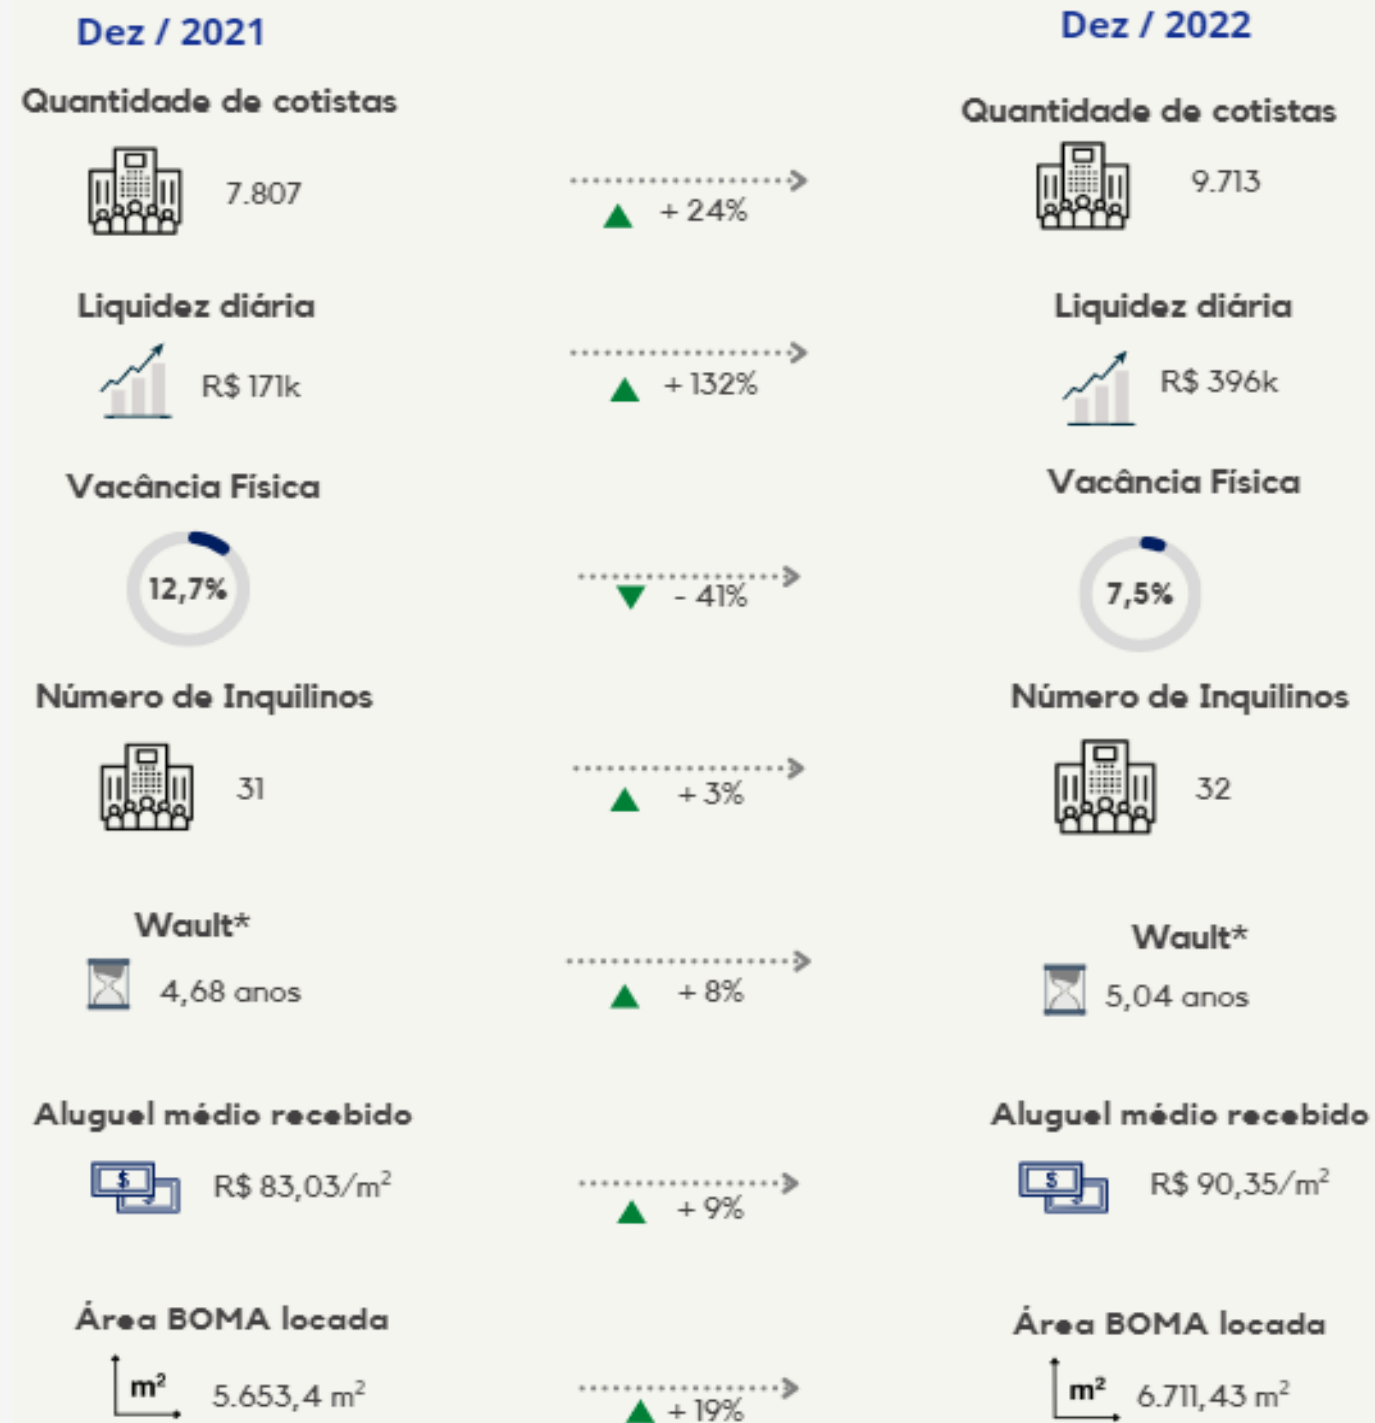 Dez / 2021
Dez / 2022
Quantidade de cotistas
Quantidade de cotistas
7.807
+ 24%
9.713
Liquidez diária
Liquidez diária
R$ 171k
+ 132%
R$ 396k
Vacância Física
Vacância Física
12,7%
- 41%
7,5%
Número de Inquilinos
Número de Inquilinos
31
+ 3%
32
Wault*
Wault*
4,68 anos
+ 8%
5,04 anos
Aluguel médio recebido
Aluguel médio recebido
$
R$ 83,03/m²
+ 9%
$
R$ 90,35/m²
Área BOMA locada
Área BOMA locada
m²
5.653,4 m²
+ 19%
m²
6.711,43 m²